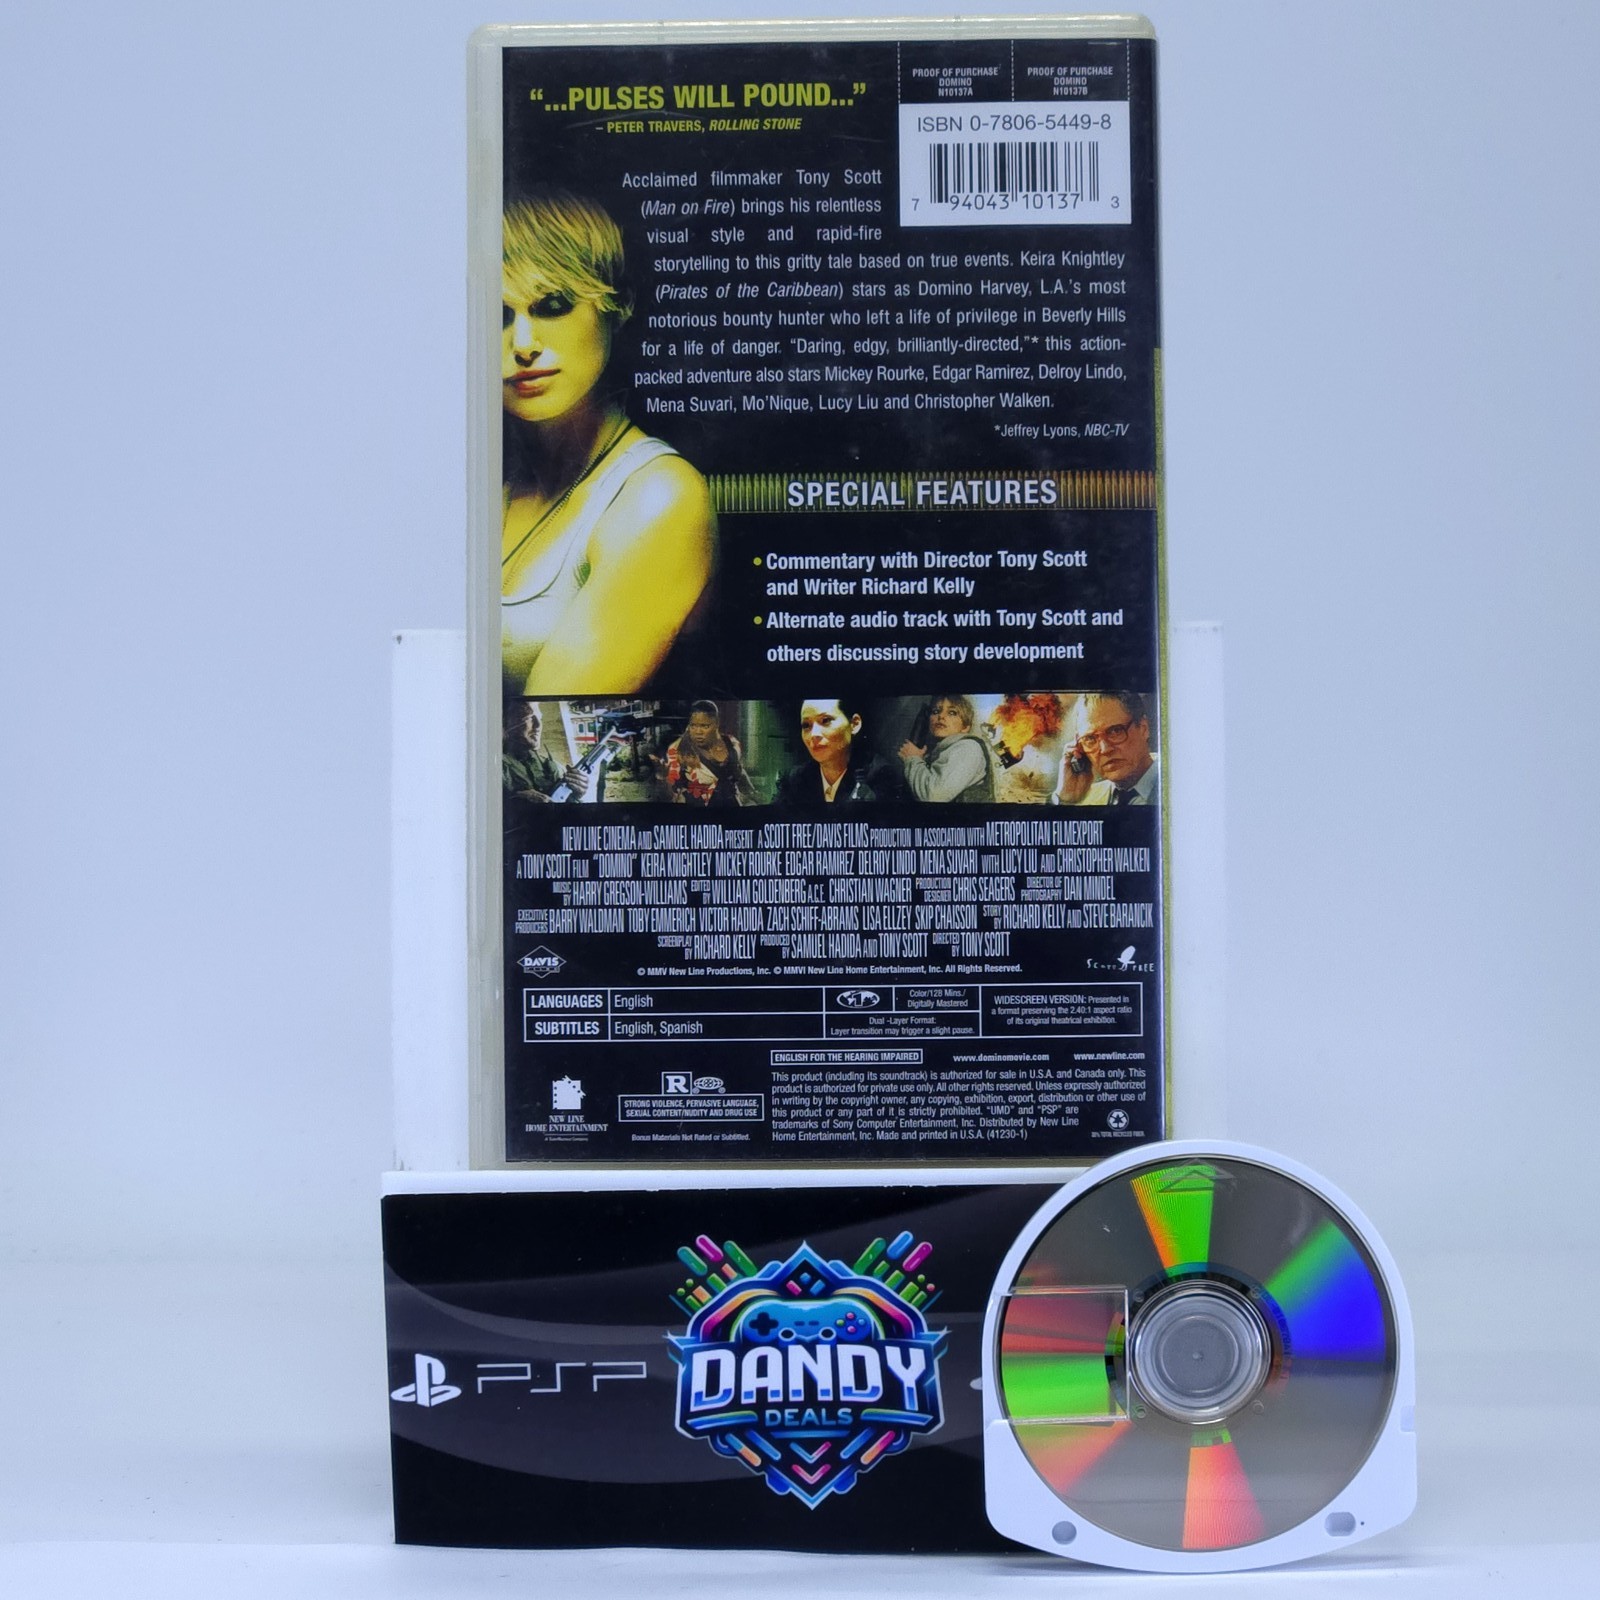 “...PULSES WILL POUND...”
– PETER TRAVERS, ROLLING STONE
PROOF OF PURCHASE
DOMINO
N10137A
PROOF OF PURCHASE
DOMINO
N10137B
ISBN 0-7806-5449-8
7 94043 10137 3
Acclaimed filmmaker Tony Scott
(Man on Fire) brings his relentless
visual style and rapid-fire
storytelling to this gritty tale based on true events. Keira Knightley
(Pirates of the Caribbean) stars as Domino Harvey, L.A.’s most
notorious bounty hunter who left a life of privilege in Beverly Hills
for a life of danger. “Daring, edgy, brilliantly-directed,”* this action-
packed adventure also stars Mickey Rourke, Edgar Ramirez, Delroy Lindo,
Mena Suvari, Mo’Nique, Lucy Liu and Christopher Walken.
*Jeffrey Lyons, NBC-TV
SPECIAL FEATURES
• Commentary with Director Tony Scott
and Writer Richard Kelly
• Alternate audio track with Tony Scott and
others discussing story development
NEW LINE CINEMA AND SAMUEL HADIDA PRESENT A SCOTT FREE/DAVIS FILMS PRODUCTION IN ASSOCIATION WITH METROPOLITAN FILMEXPORT
A TONY SCOTT FILM “DOMINO” KEIRA KNIGHTLEY MICKEY ROURKE EDGAR RAMIREZ DELROY LINDO MENA SUVARI WITH LUCY LIU AND CHRISTOPHER WALKEN
MUSIC BY HARRY GREGSON-WILLIAMS EDITED BY WILLIAM GOLDENBERG A.C.E. CHRISTIAN WAGNER PRODUCTION DESIGNER CHRIS SEAGERS DIRECTOR OF PHOTOGRAPHY DAN MINDEL
EXECUTIVE PRODUCERS BARRY WALDMAN TOBY EMMERICH VICTOR HADIDA ZACH SCHIFF-ABRAMS LISA ELLZEY SKIP CHAISSON STORY BY RICHARD KELLY AND STEVE BARANCIK
SCREENPLAY BY RICHARD KELLY PRODUCED BY SAMUEL HADIDA AND TONY SCOTT DIRECTED BY TONY SCOTT
DAVIS
FILMS
SCOTT FREE
© MMV New Line Productions, Inc. © MMVI New Line Home Entertainment, Inc. All Rights Reserved.
LANGUAGES English
SUBTITLES English, Spanish
1
Color/128 Mins./
Digitally Mastered
Dual -Layer Format:
Layer transition may trigger a slight pause.
WIDESCREEN VERSION: Presented in
a format preserving the 2.40:1 aspect ratio
of its original theatrical exhibition.
ENGLISH FOR THE HEARING IMPAIRED
www.dominomovie.com
www.newline.com
NEW LINE
HOME ENTERTAINMENT
R
STRONG VIOLENCE, PERVASIVE LANGUAGE,
SEXUAL CONTENT/NUDITY AND DRUG USE
Bonus Materials Not Rated or Subtitled.
This product (including its soundtrack) is authorized for sale in U.S.A. and Canada only. This
product is authorized for private use only. All other rights reserved. Unless expressly authorized
in writing by the copyright owner, any copying, exhibition, export, distribution or other use of
this product or any part of it is strictly prohibited. “UMD” and “PSP” are
trademarks of Sony Computer Entertainment, Inc. Distributed by New Line
Home Entertainment, Inc. Made and printed in U.S.A. (41230-1)
PSP
DANDY
DEALS